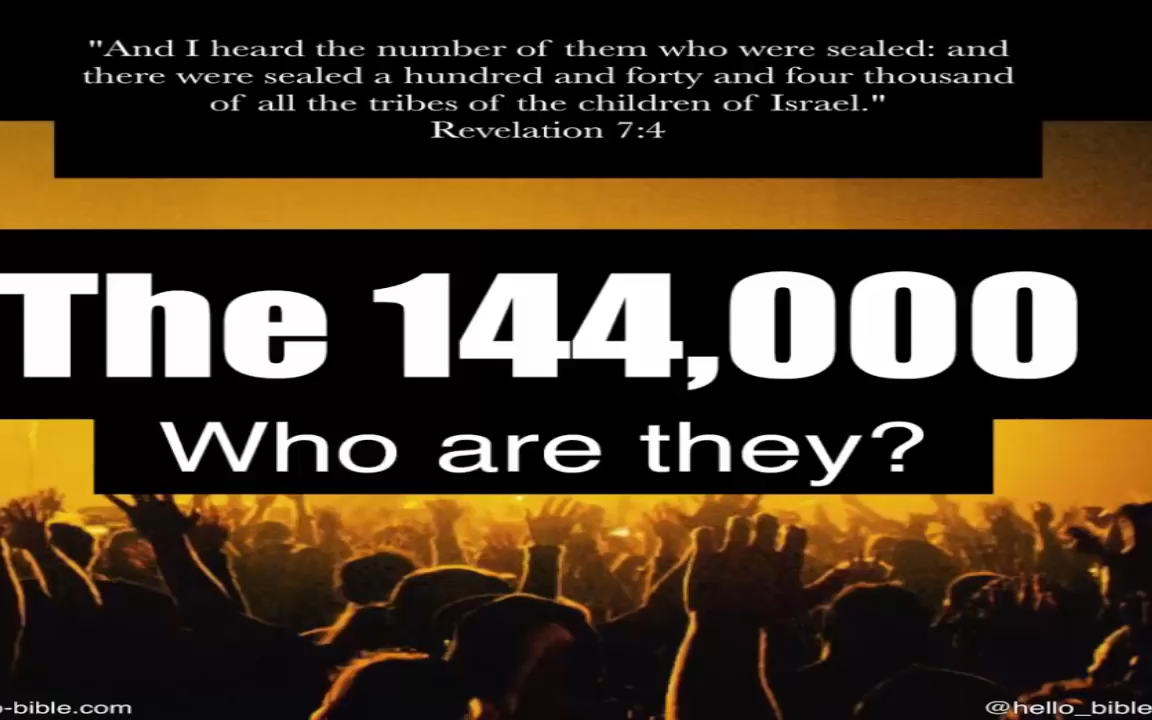 "And I heard the number of them who were sealed: and
there were sealed a hundred and forty and four thousand
of all the tribes of the children of Israel."
Revelation 7:4
The 144,000
Who are they?
-bible.com
@hello_bible